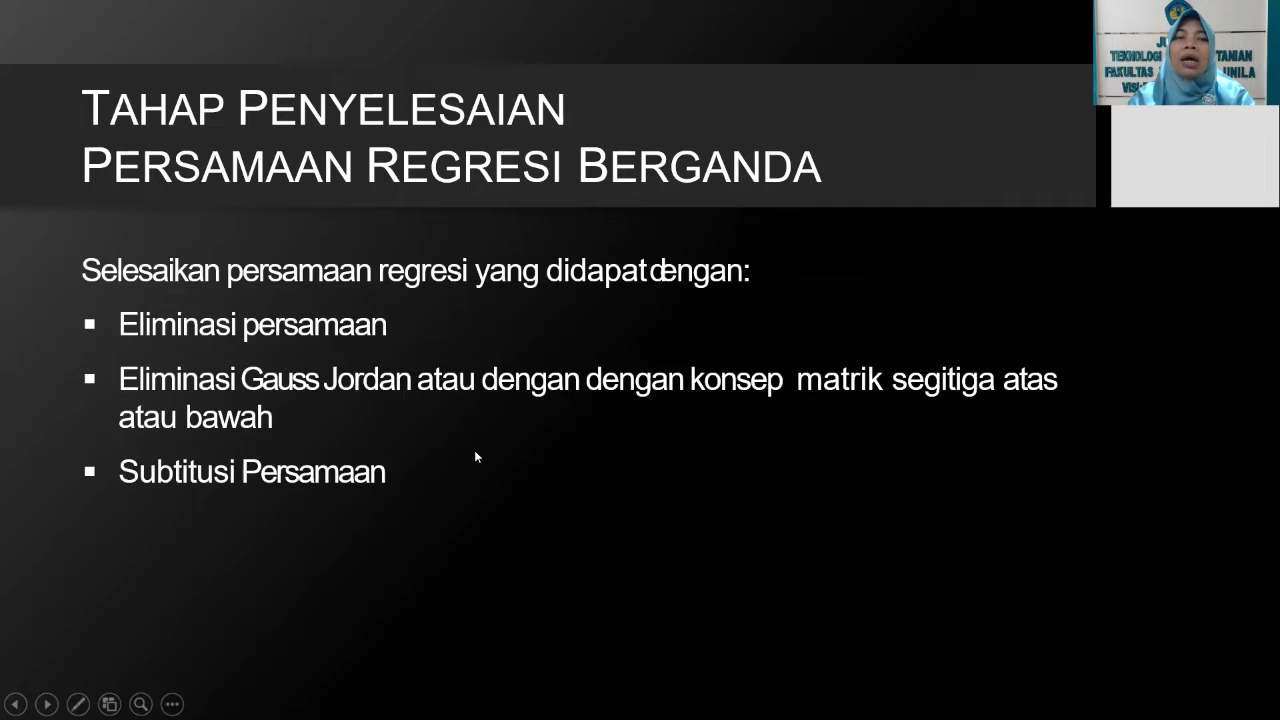 TAHAP PENYELESAIAN
PERSAMAAN REGRESI BERGANDA
Selesaikan persamaan regresi yang didapat dengan:
▪ Eliminasi persamaan
▪ Eliminasi Gauss Jordan atau dengan dengan konsep matrik segitiga atas
atau bawah
▪ Subtitusi Persamaan
TEKNOLOGI
FAKULTAS UNILA